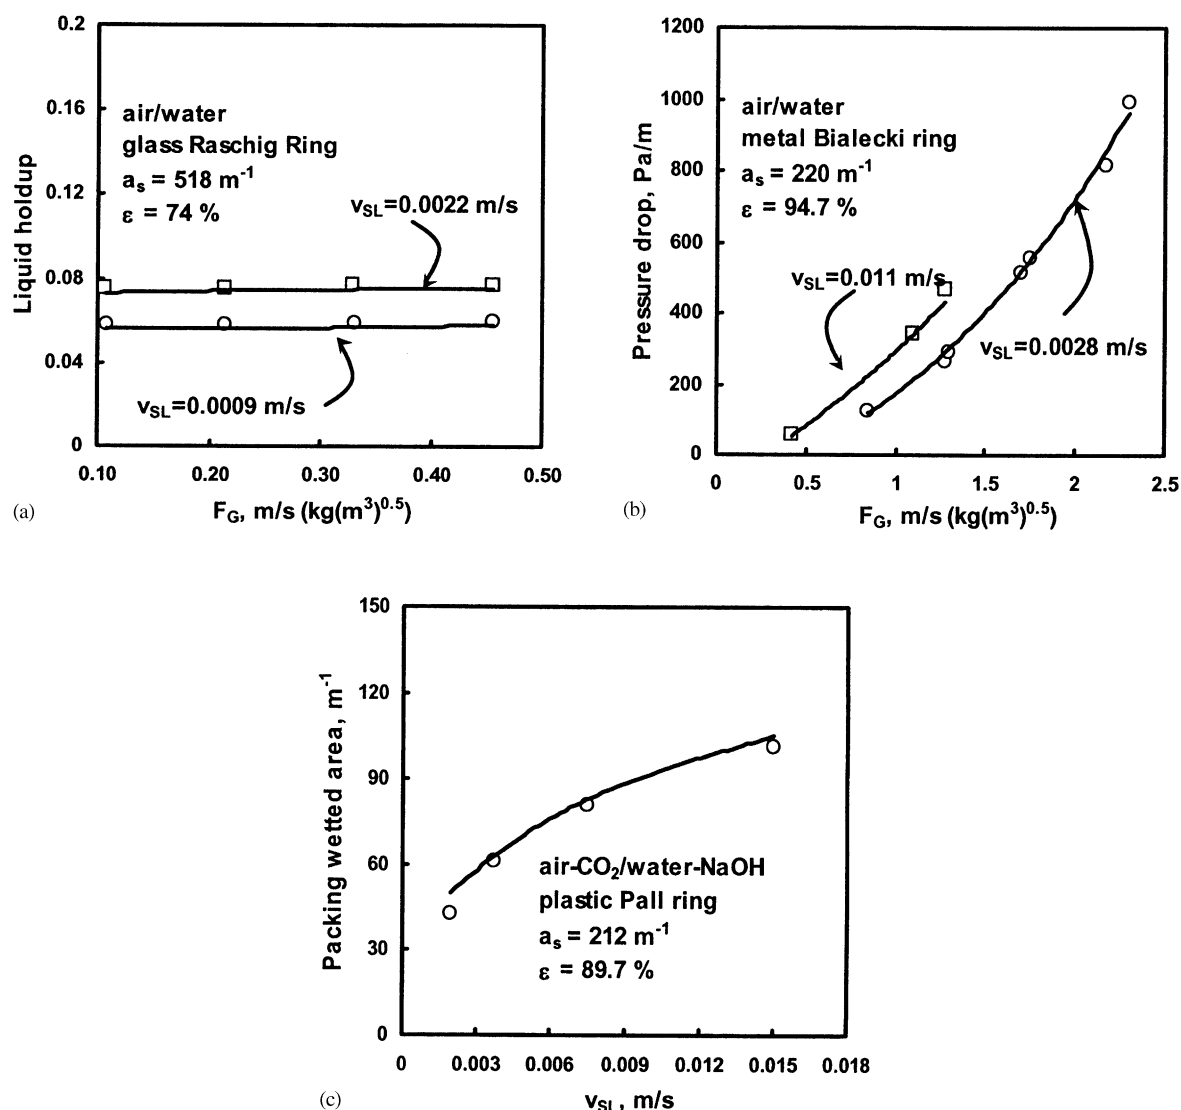 0.2
0.16
0.12
0.08
0.04
0
Liquid holdup
air/water
glass Raschig Ring
aₛ = 518 m⁻¹
ε = 74 %
v_SL=0.0022 m/s
v_SL=0.0009 m/s
0.10 0.20 0.30 0.40 0.50
F_G, m/s (kg(m³)^0.5)
(a)
1200
1000
800
600
400
200
0
Pressure drop, Pa/m
air/water
metal Bialecki ring
aₛ = 220 m⁻¹
ε = 94.7 %
v_SL=0.011 m/s
v_SL=0.0028 m/s
0 0.5 1 1.5 2 2.5
F_G, m/s (kg(m³)^0.5)
(b)
150
120
90
60
30
0
Packing wetted area, m⁻¹
air-CO₂/water-NaOH
plastic Pall ring
aₛ = 212 m⁻¹
ε = 89.7 %
0 0.003 0.006 0.009 0.012 0.015 0.018
v_SL, m/s
(c)